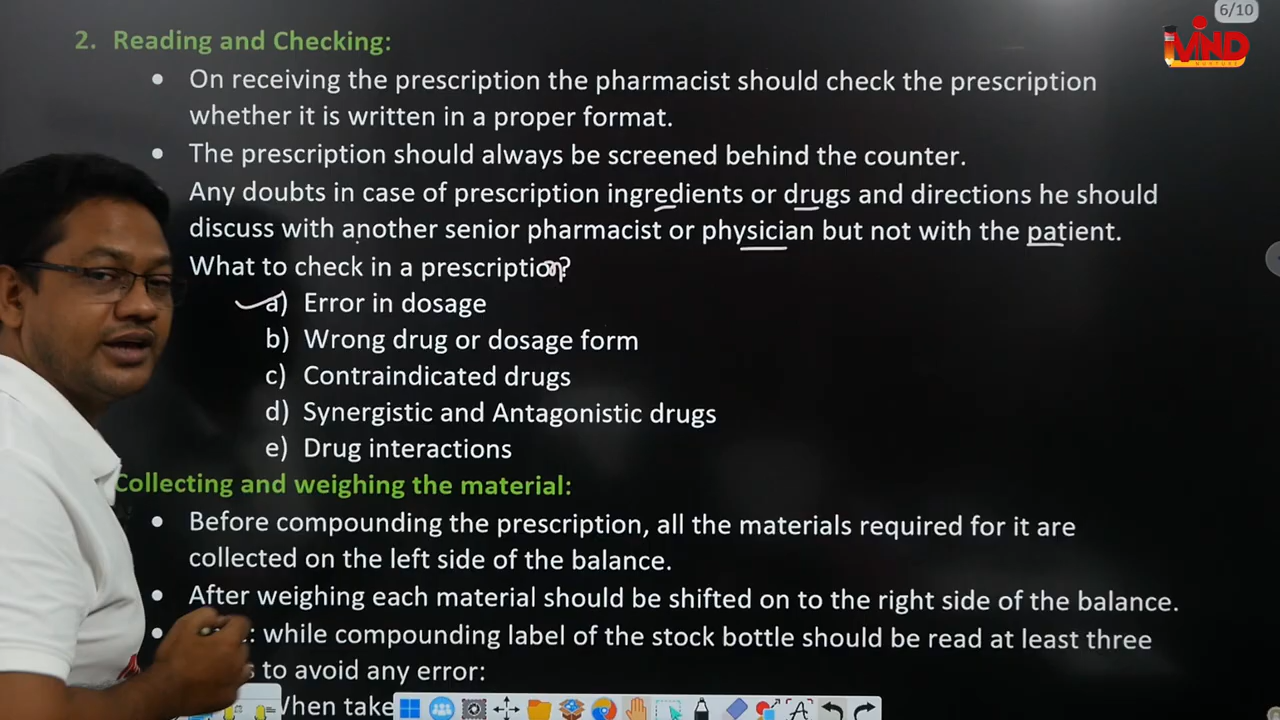 6/10
ViND
NURTURE
2. Reading and Checking:
• On receiving the prescription the pharmacist should check the prescription
whether it is written in a proper format.
• The prescription should always be screened behind the counter.
Any doubts in case of prescription ingredients or drugs and directions he should
discuss with another senior pharmacist or physician but not with the patient.
What to check in a prescription?
a) Error in dosage
b) Wrong drug or dosage form
c) Contraindicated drugs
d) Synergistic and Antagonistic drugs
e) Drug interactions
Collecting and weighing the material:
• Before compounding the prescription, all the materials required for it are
collected on the left side of the balance.
• After weighing each material should be shifted on to the right side of the balance.
• : while compounding label of the stock bottle should be read at least three
to avoid any error:
When take